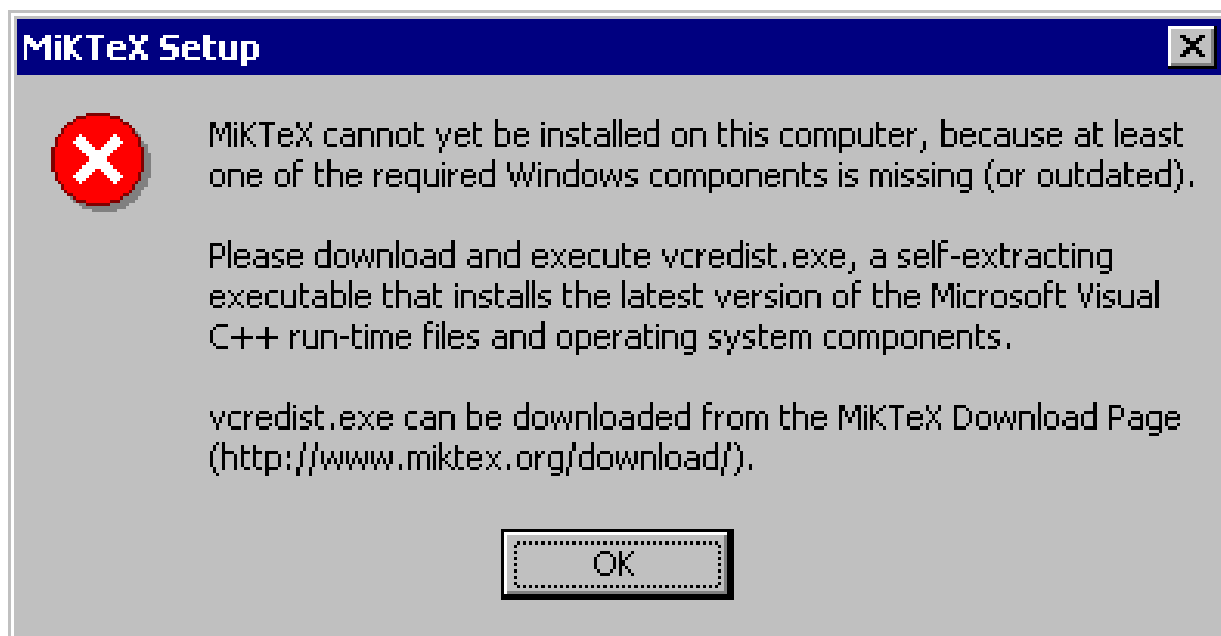 MiKTeX Setup
MiKTeX cannot yet be installed on this computer, because at least
one of the required Windows components is missing (or outdated).
Please download and execute vcredist.exe, a self-extracting
executable that installs the latest version of the Microsoft Visual
C++ run-time files and operating system components.
vcredist.exe can be downloaded from the MiKTeX Download Page
(http://www.miktex.org/download/).
OK